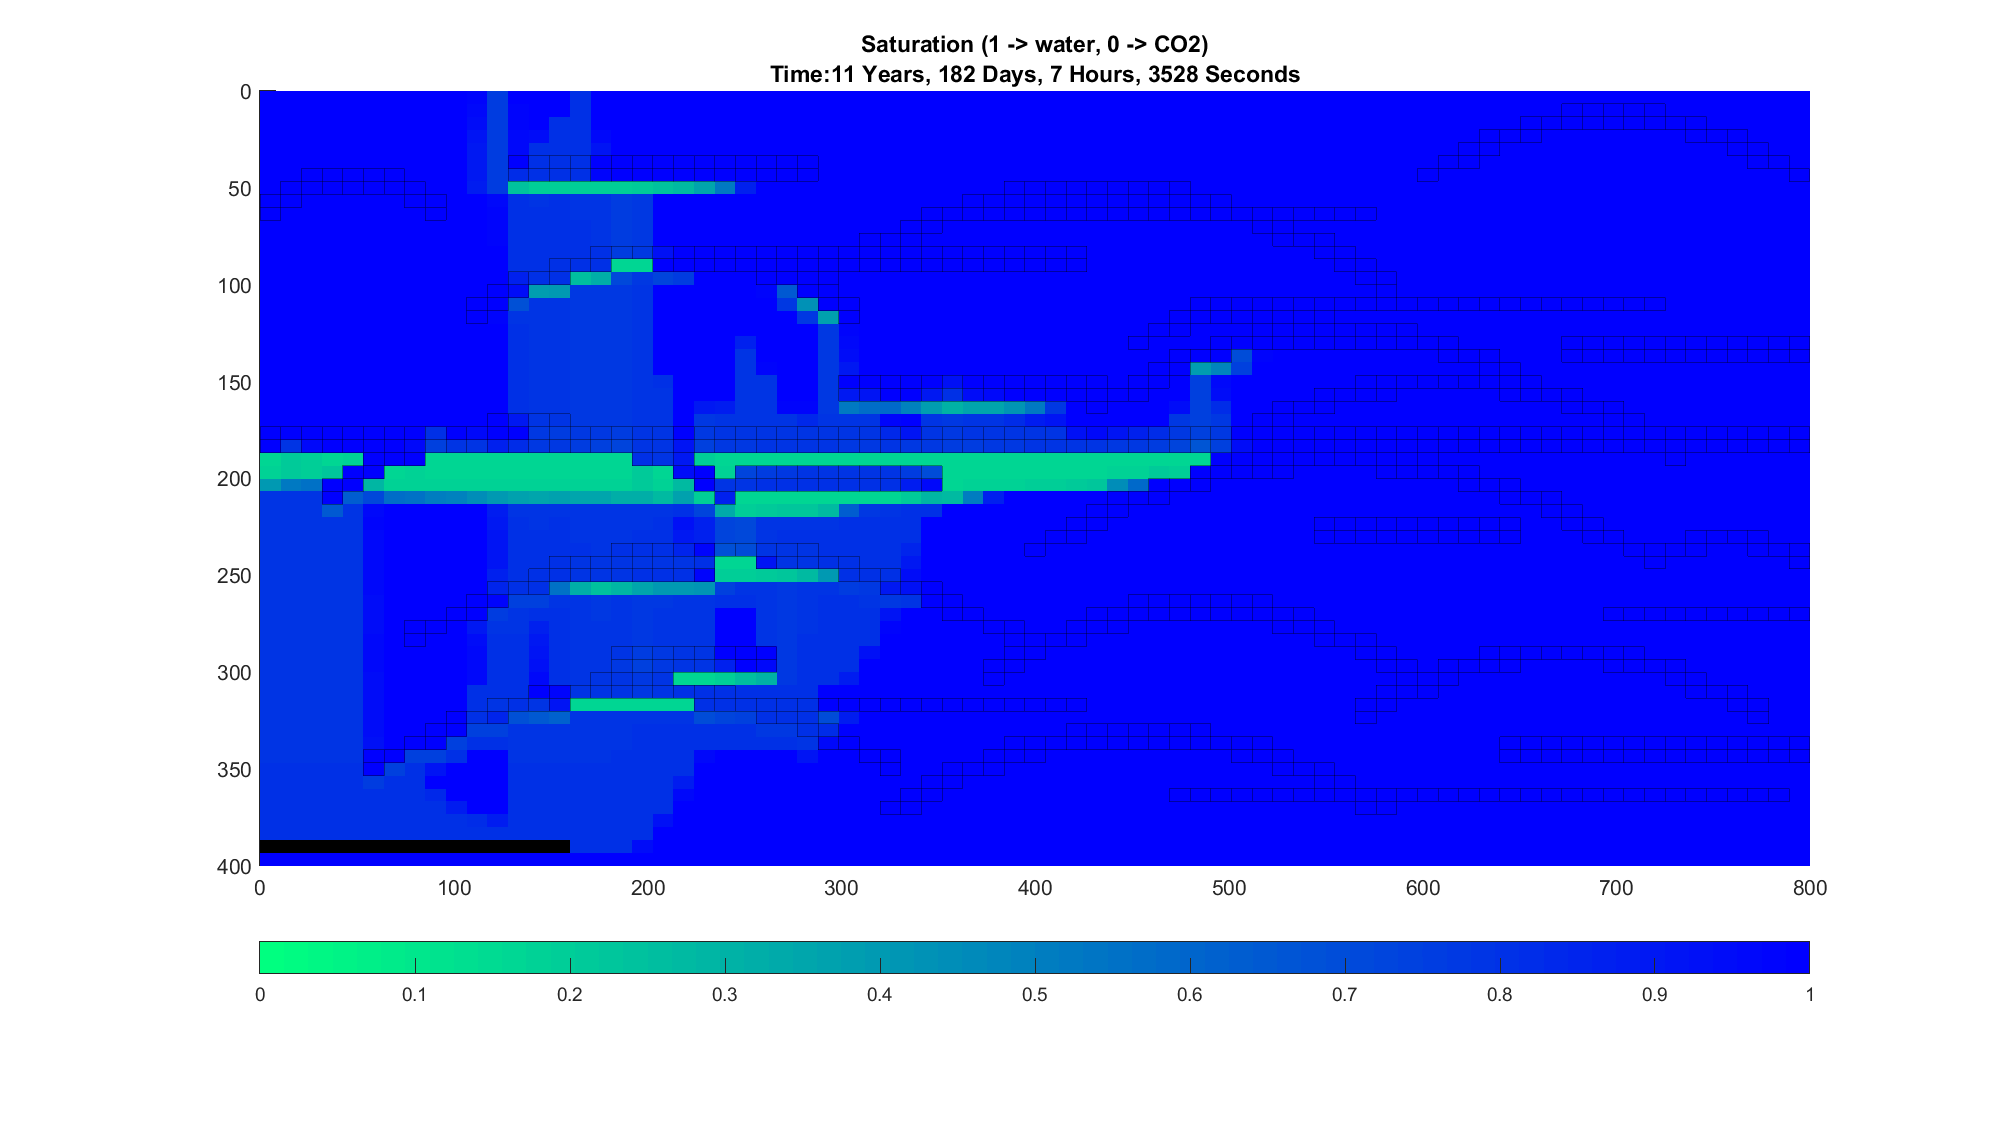 Saturation (1 -> water, 0 -> CO2)
Time:11 Years, 182 Days, 7 Hours, 3528 Seconds
0
50
100
150
200
250
300
350
400
0 100 200 300 400 500 600 700 800
0 0.1 0.2 0.3 0.4 0.5 0.6 0.7 0.8 0.9 1